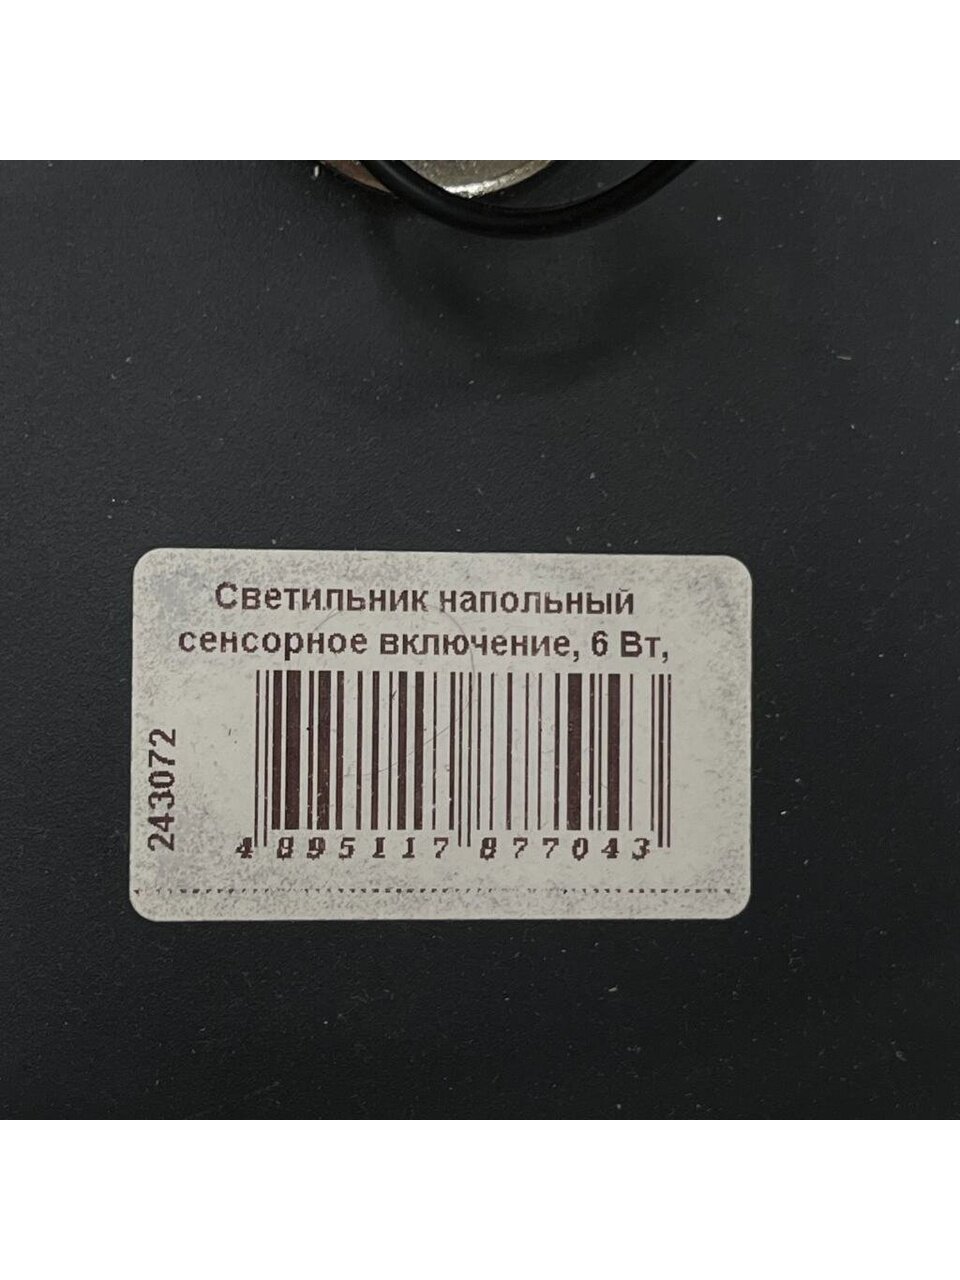 Светильник напольный
сенсорное включение, 6 Вт,
243072
4 895117 877043